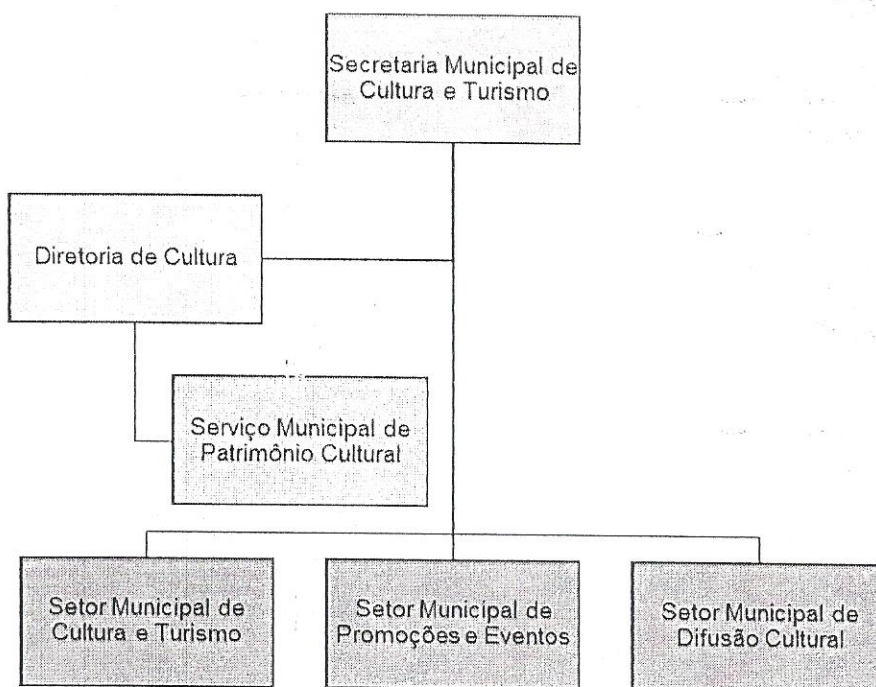 Secretaria Municipal de
Cultura e Turismo
Diretoria de Cultura
Serviço Municipal de
Patrimônio Cultural
Setor Municipal de
Cultura e Turismo
Setor Municipal de
Promoções e Eventos
Setor Municipal de
Difusão Cultural